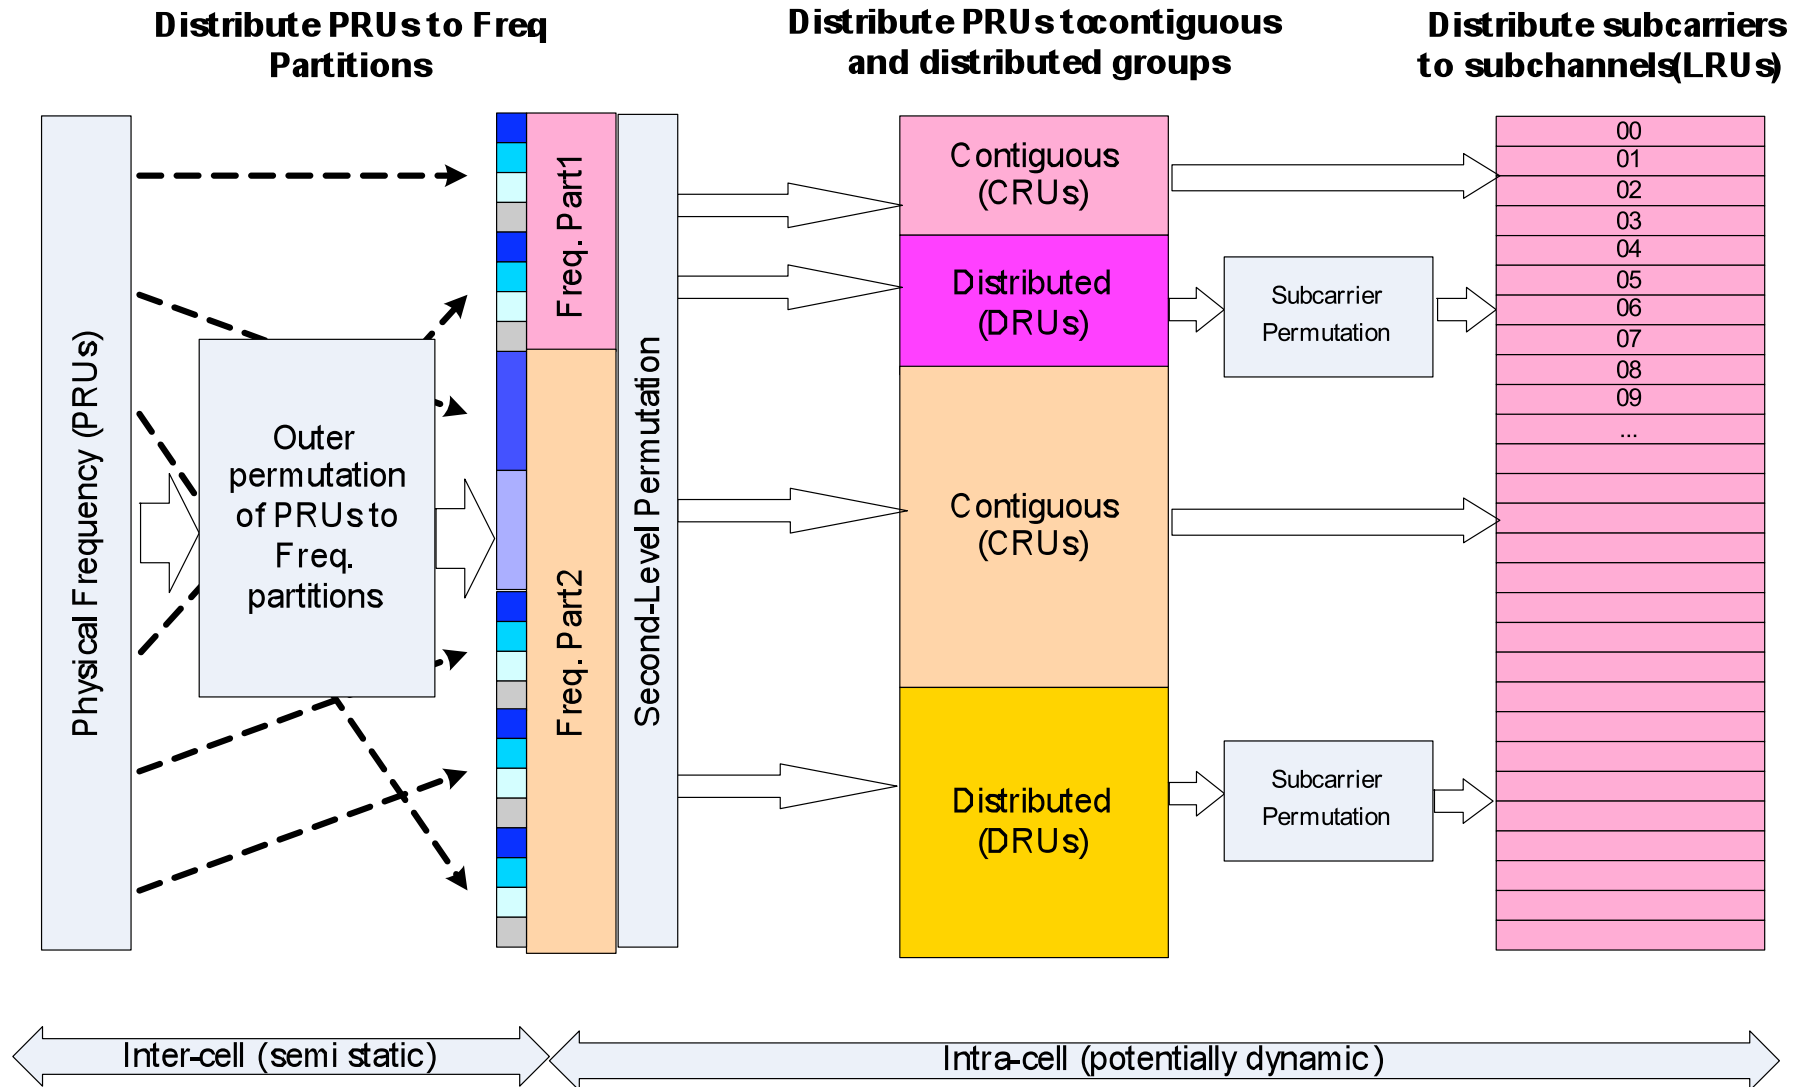 Distribute PRUs to Freq.
Partitions
Distribute PRUs to contiguous
and distributed groups
Distribute subcarriers
to subchannels (LRUs)
Physical Frequency (PRUs)
Outer
permutation
of PRUs to
Freq.
partitions
Freq. Part1
Freq. Part2
Second-Level Permutation
Contiguous
(CRUs)
Distributed
(DRUs)
Contiguous
(CRUs)
Distributed
(DRUs)
Subcarrier
Permutation
Subcarrier
Permutation
00
01
02
03
04
05
06
07
08
09
...
Inter-cell (semi static)
Intra-cell (potentially dynamic)